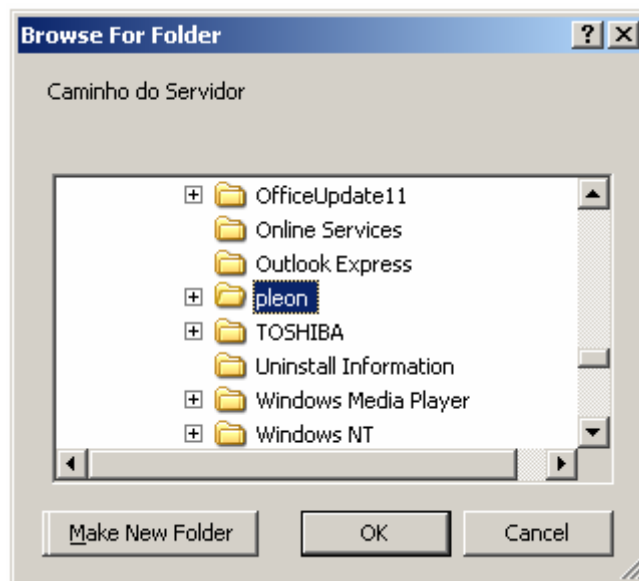 Browse For Folder
Caminho do Servidor
OfficeUpdate11
Online Services
Outlook Express
pleon
TOSHIBA
Uninstall Information
Windows Media Player
Windows NT
Make New Folder OK Cancel